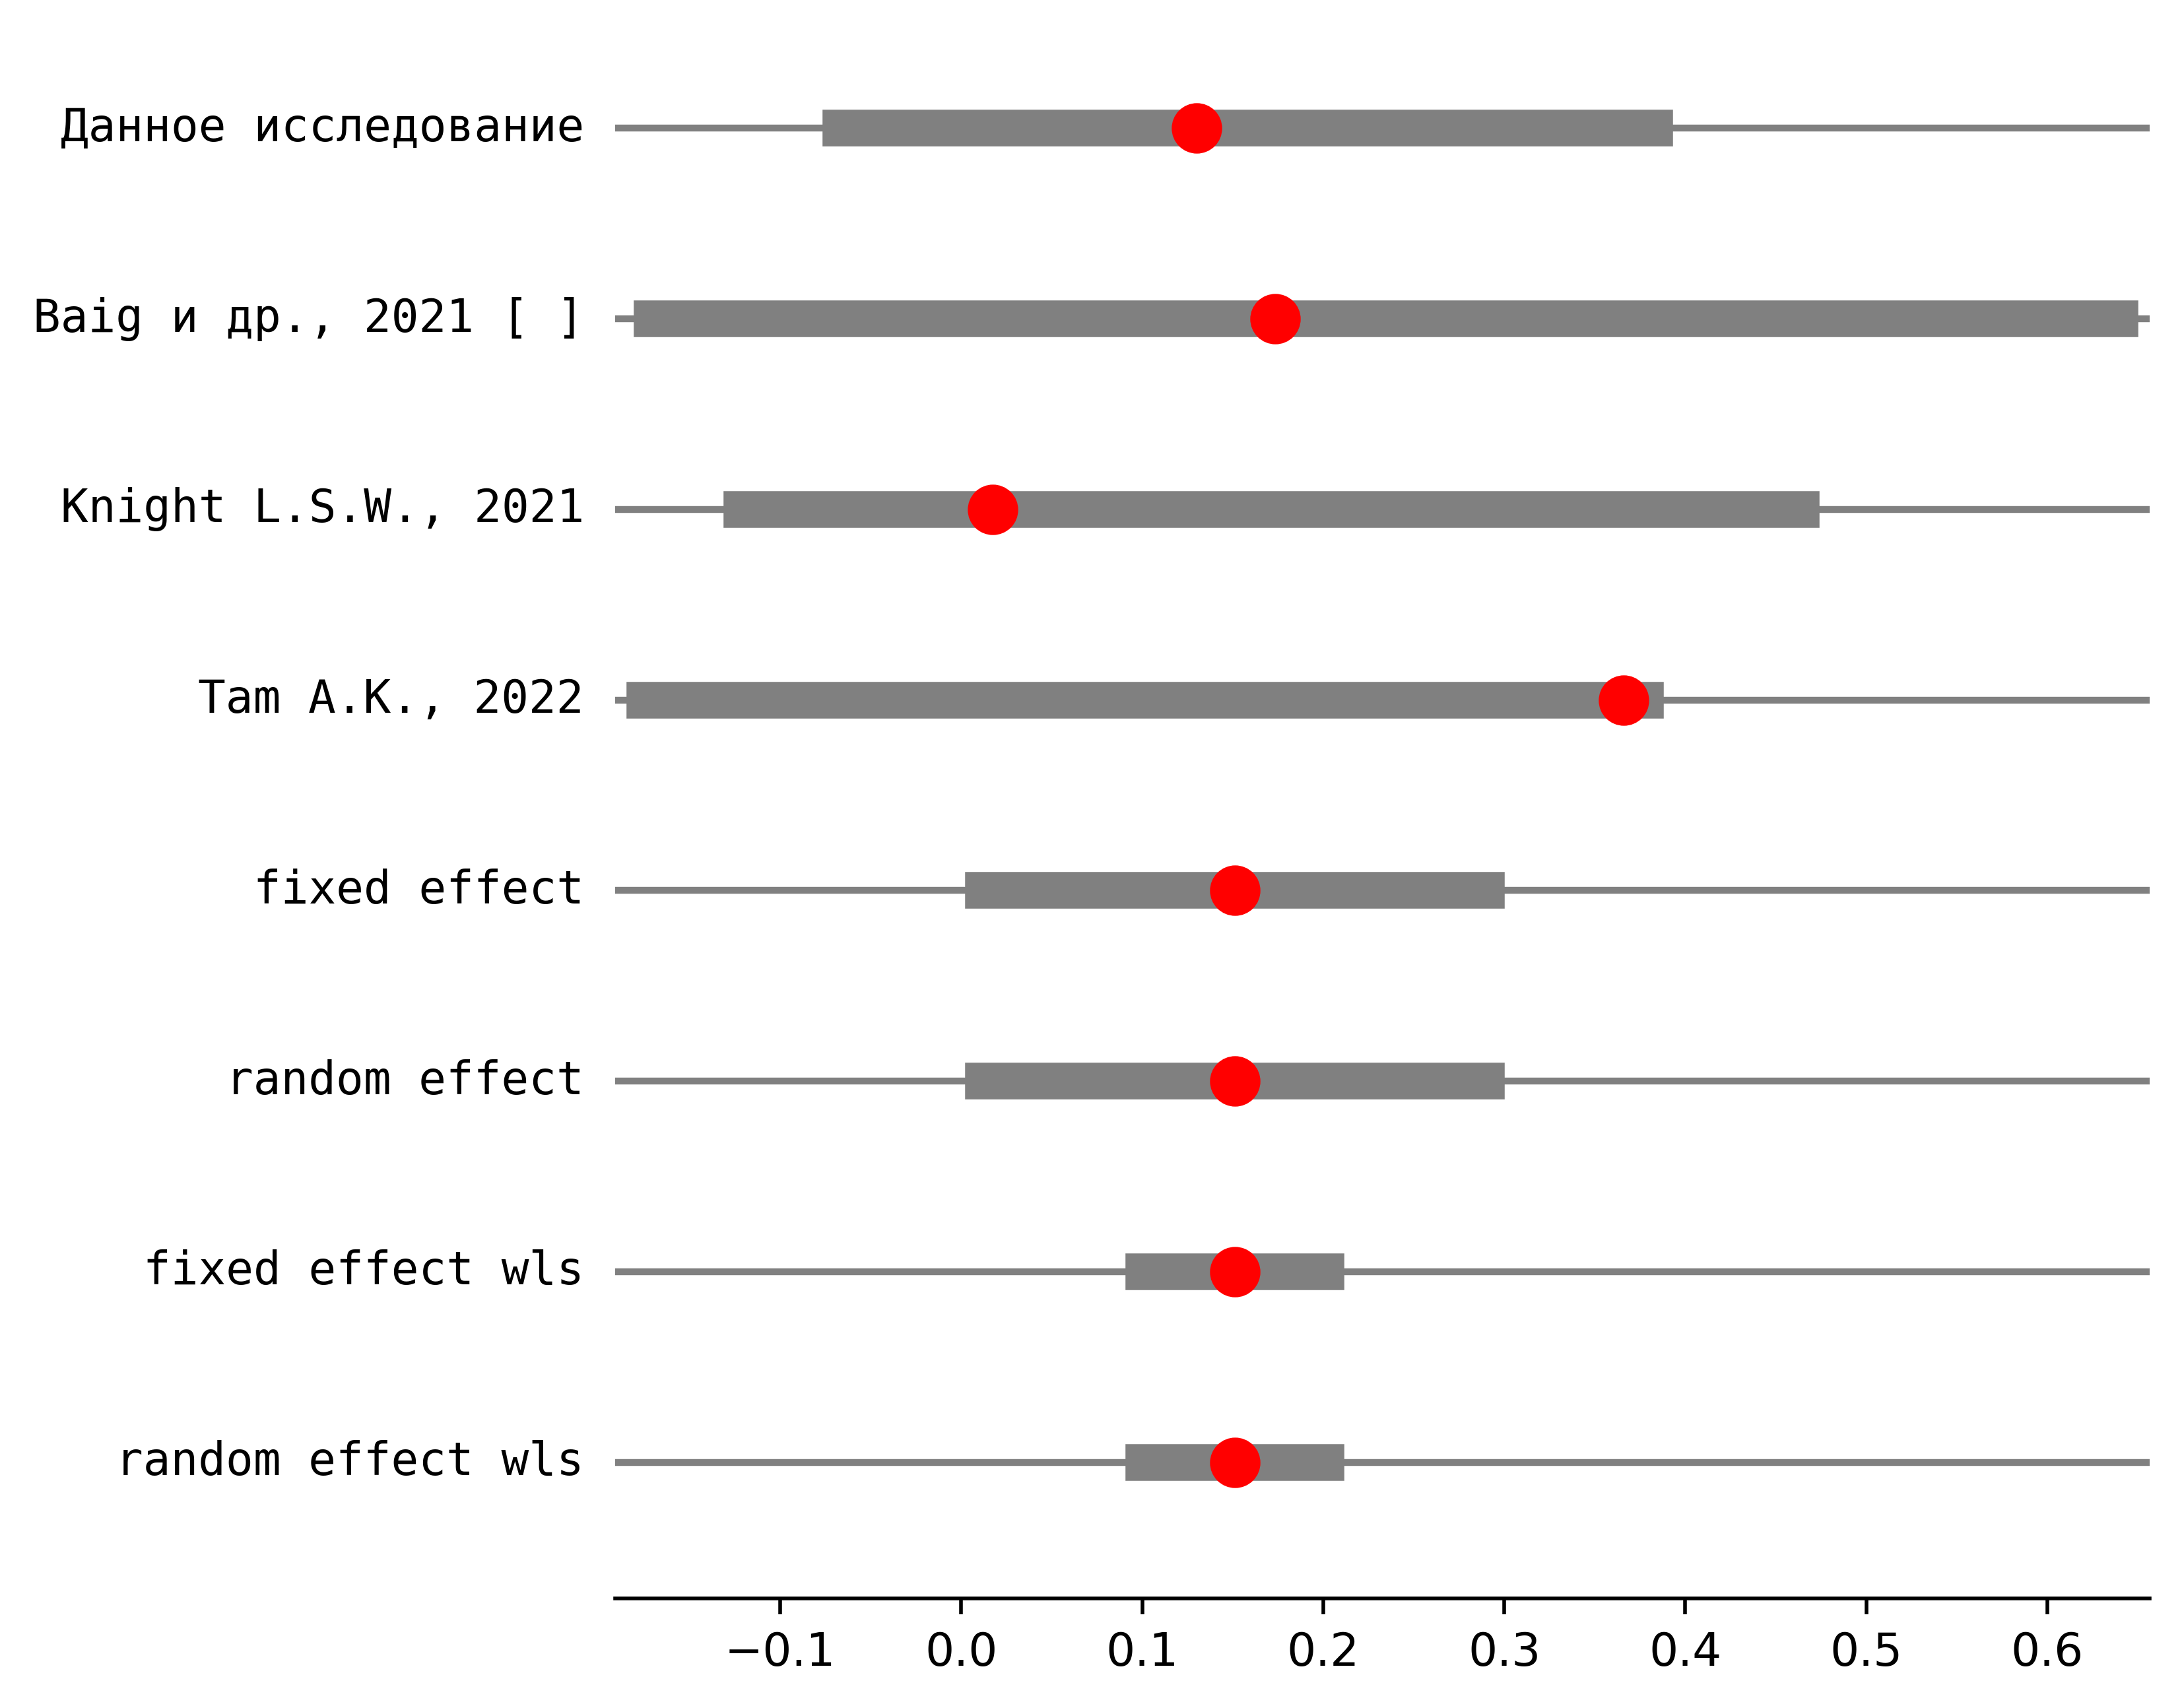 Данное исследование
Baig и др., 2021 [ ]
Knight L.S.W., 2021
Tam A.K., 2022
fixed effect
random effect
fixed effect wls
random effect wls
−0.1 0.0 0.1 0.2 0.3 0.4 0.5 0.6